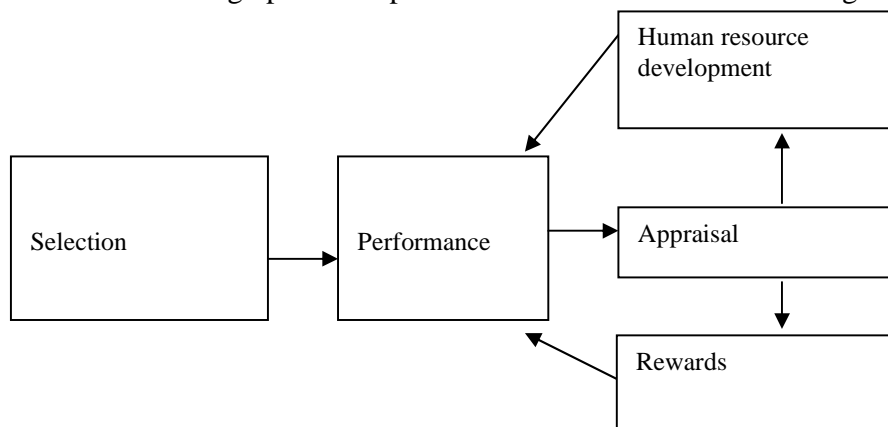 Human resource
development
Selection
Performance
Appraisal
Rewards